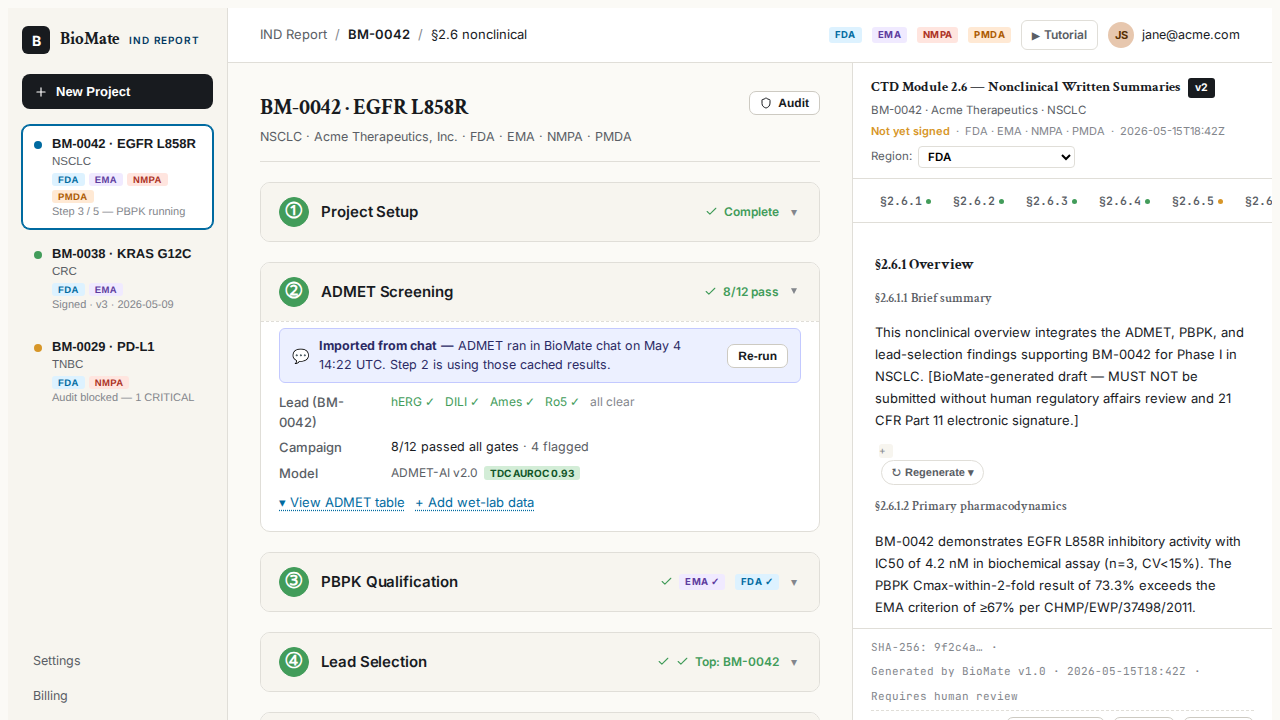 B BioMate IND REPORT
+ New Project
BM-0042 · EGFR L858R
NSCLC
FDA EMA NMPA
PMDA
Step 3 / 5 — PBPK running
BM-0038 · KRAS G12C
CRC
FDA EMA
Signed · v3 · 2026-05-09
BM-0029 · PD-L1
TNBC
FDA NMPA
Audit blocked — 1 CRITICAL
Settings
Billing
IND Report / BM-0042 / §2.6 nonclinical
FDA EMA NMPA PMDA ▶ Tutorial JS jane@acme.com
BM-0042 · EGFR L858R
Audit
NSCLC · Acme Therapeutics, Inc. · FDA · EMA · NMPA · PMDA
① Project Setup ✓ Complete ▾
② ADMET Screening ✓ 8/12 pass ▾
💬 Imported from chat — ADMET ran in BioMate chat on May 4
14:22 UTC. Step 2 is using those cached results.
Re-run
Lead (BM-
0042)
hERG ✓ DILI ✓ Ames ✓ Ro5 ✓ all clear
Campaign 8/12 passed all gates · 4 flagged
Model ADMET-AI v2.0 TDC AUROC 0.93
▾ View ADMET table + Add wet-lab data
③ PBPK Qualification ✓ EMA ✓ FDA ✓ ▾
④ Lead Selection ✓ ✓ Top: BM-0042 ▾
CTD Module 2.6 — Nonclinical Written Summaries v2
BM-0042 · Acme Therapeutics · NSCLC
Not yet signed · FDA · EMA · NMPA · PMDA · 2026-05-15T18:42Z
Region: FDA
§2.6.1 §2.6.2 §2.6.3 §2.6.4 §2.6.5 §2.6
§2.6.1 Overview
§2.6.1.1 Brief summary
This nonclinical overview integrates the ADMET, PBPK, and
lead-selection findings supporting BM-0042 for Phase I in
NSCLC. [BioMate-generated draft — MUST NOT be
submitted without human regulatory affairs review and 21
CFR Part 11 electronic signature.]
+
↻ Regenerate ▾
§2.6.1.2 Primary pharmacodynamics
BM-0042 demonstrates EGFR L858R inhibitory activity with
IC50 of 4.2 nM in biochemical assay (n=3, CV<15%). The
PBPK Cmax-within-2-fold result of 73.3% exceeds the
EMA criterion of ≥67% per CHMP/EWP/37498/2011.
SHA-256: 9f2c4a… ·
Generated by BioMate v1.0 · 2026-05-15T18:42Z ·
Requires human review